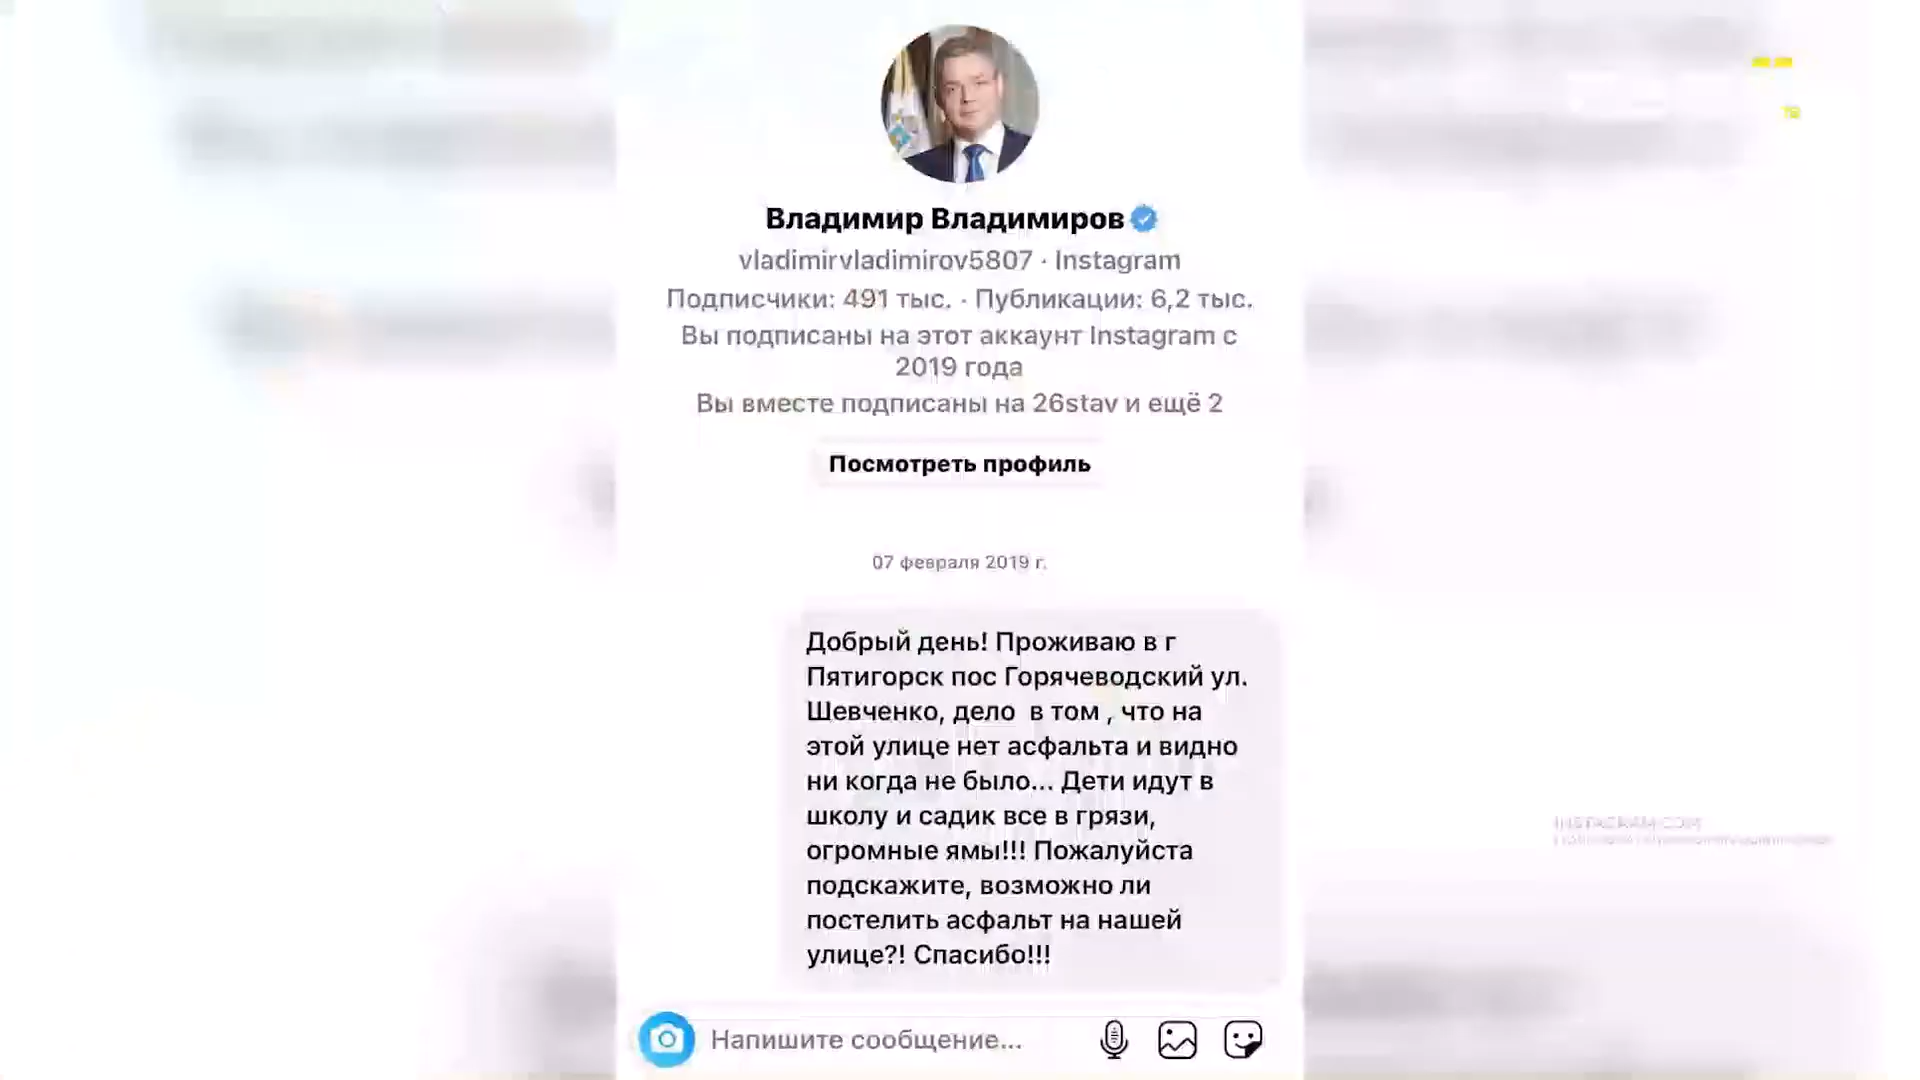 Владимир Владимиров
vladimirvladimirov5807 · Instagram
Подписчики: 491 тыс. · Публикации: 6,2 тыс.
Вы подписаны на этот аккаунт Instagram с
2019 года
Вы вместе подписаны на 26stav и ещё 2
Посмотреть профиль
07 февраля 2019 г.
Добрый день! Проживаю в г
Пятигорск пос Горячеводский ул.
Шевченко, дело  в том , что на
этой улице нет асфальта и видно
ни когда не было... Дети идут в
школу и садик все в грязи,
огромные ямы!!! Пожалуйста
подскажите, возможно ли
постелить асфальт на нашей
улице?! Спасибо!!!
Напишите сообщение...
INSTAGRAM.COM